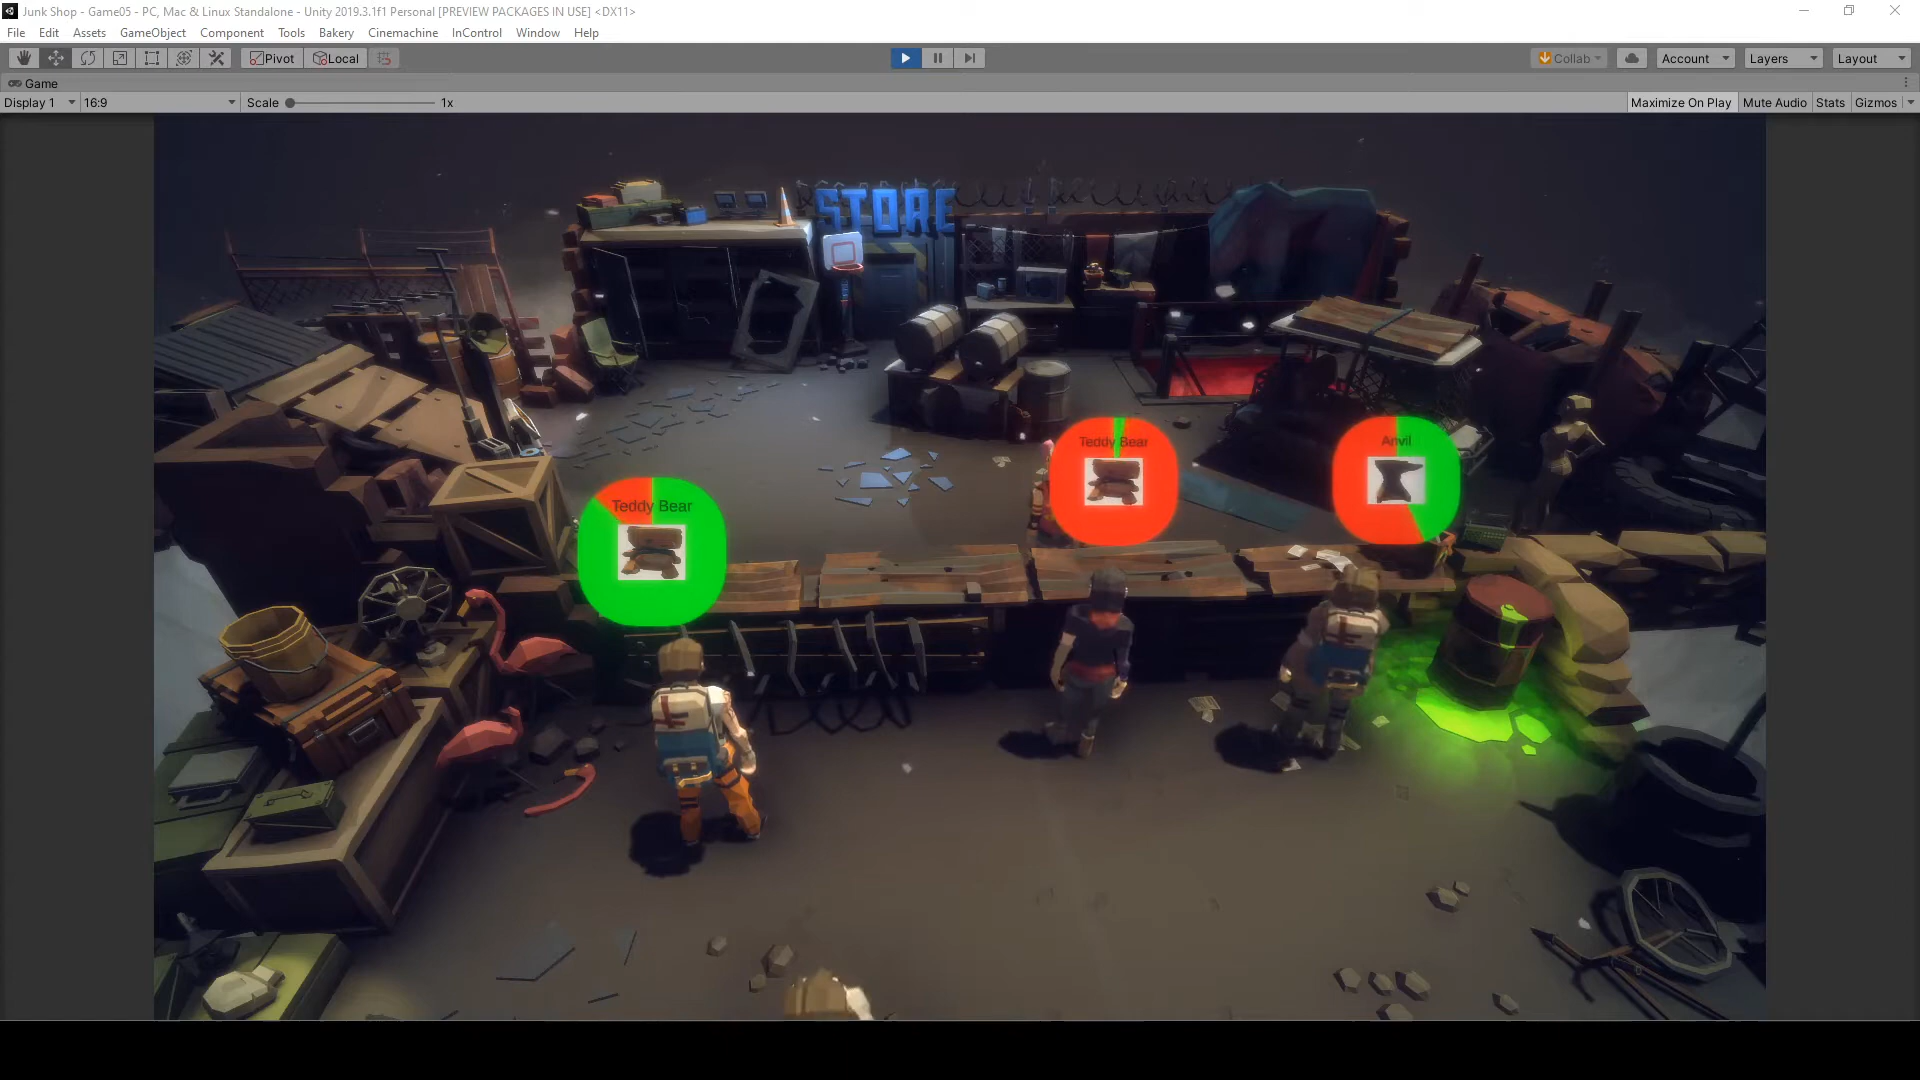 Junk Shop - Game05 - PC, Mac & Linux Standalone - Unity 2019.3.1f1 Personal [PREVIEW PACKAGES IN USE] <DX11>
File Edit Assets GameObject Component Tools Bakery Cinemachine InControl Window Help
Pivot Local Collab Account Layers Layout
Game
Display 1 16:9 Scale 1x Maximize On Play Mute Audio Stats Gizmos
STORE
Teddy Bear
Anvil
Teddy Bear